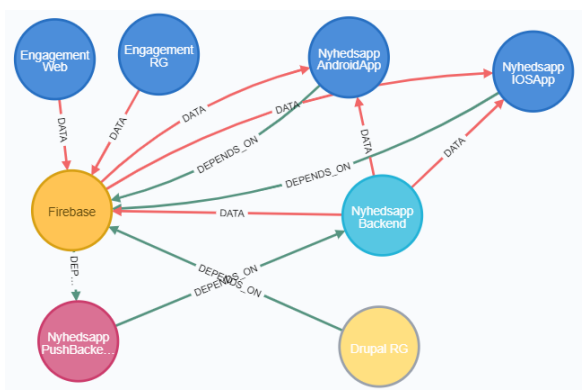 Engagement
Web
Engagement
RG
Nyhedsapp
AndroidApp
Nyhedsapp
IOSApp
DATA
DATA
DATA
DATA
DEPENDS_ON
DATA
DATA
DEPENDS_ON
Firebase
DATA
Nyhedsapp
Backend
DEP...
DEPENDS_ON
DEPENDS_ON
Nyhedsapp
PushBacke...
Drupal RG